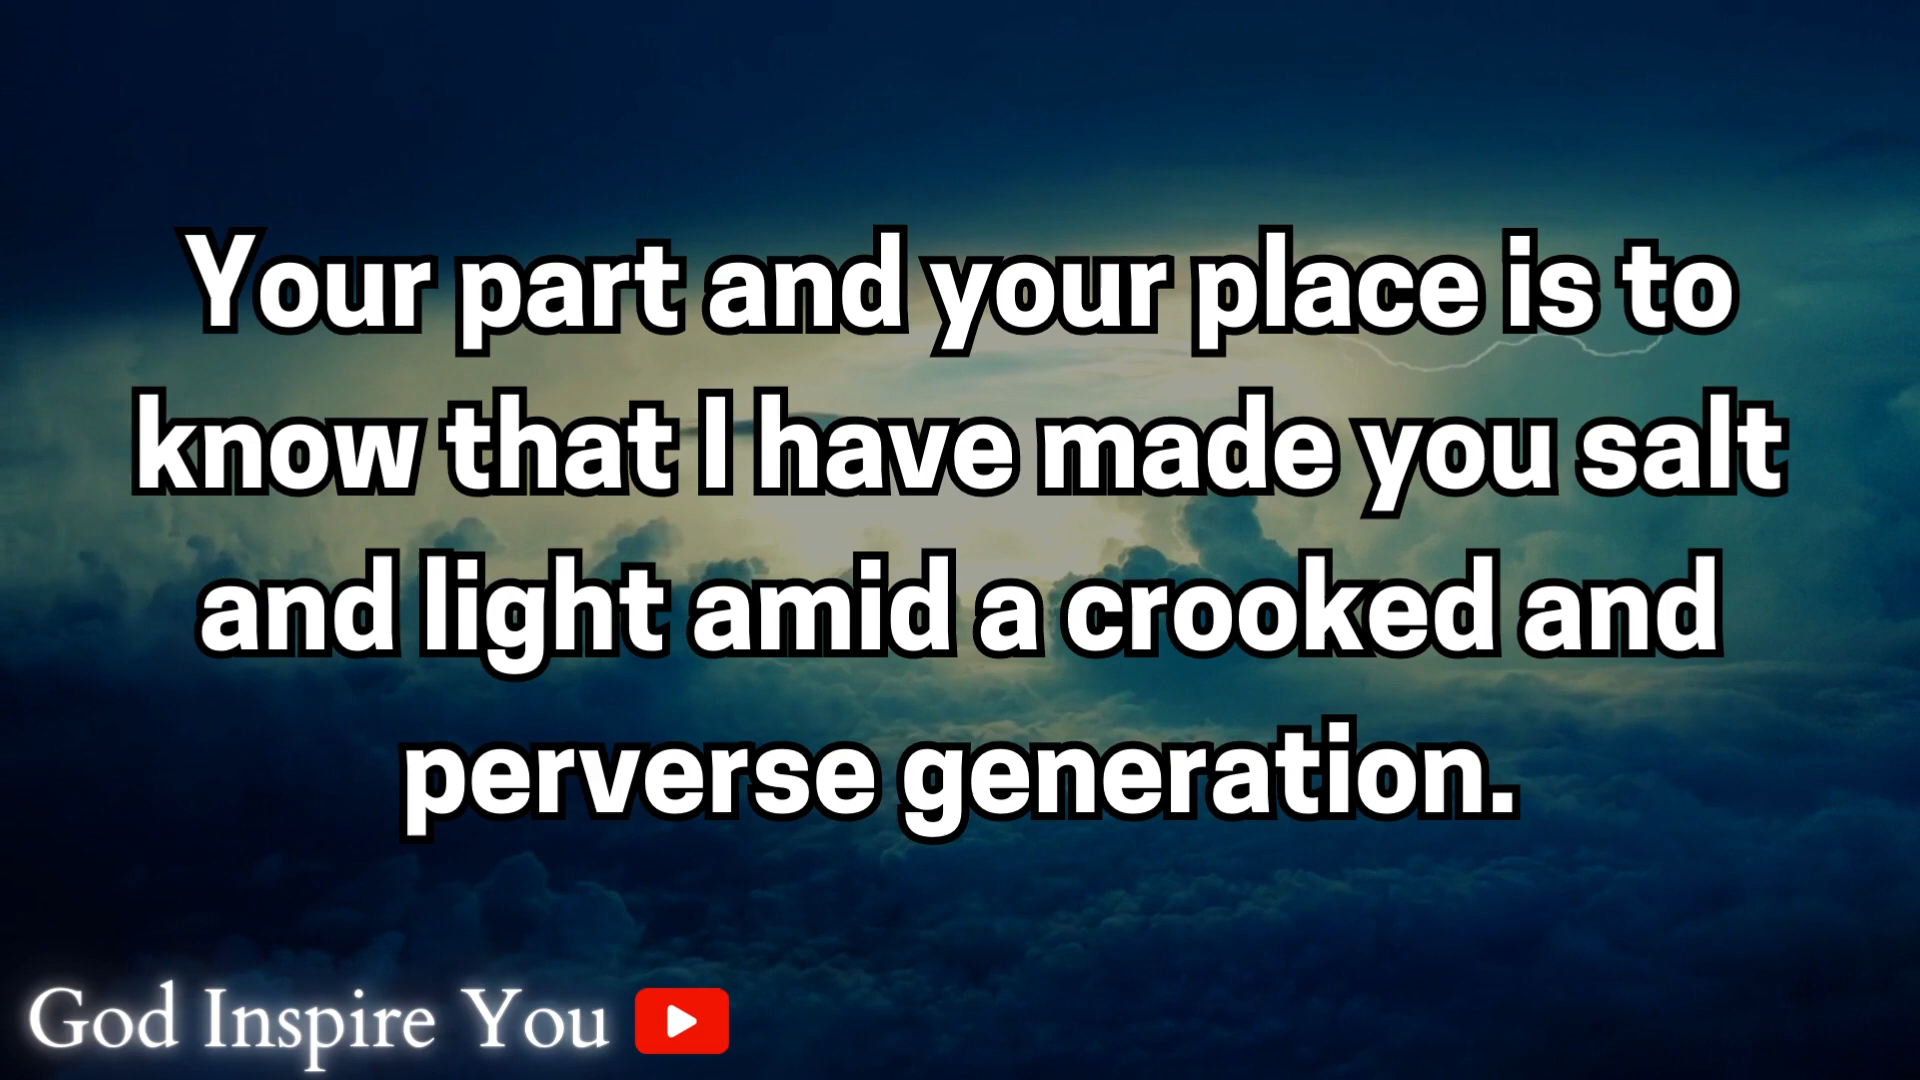 Your part and your place is to
know that I have made you salt
and light amid a crooked and
perverse generation.
God Inspire You